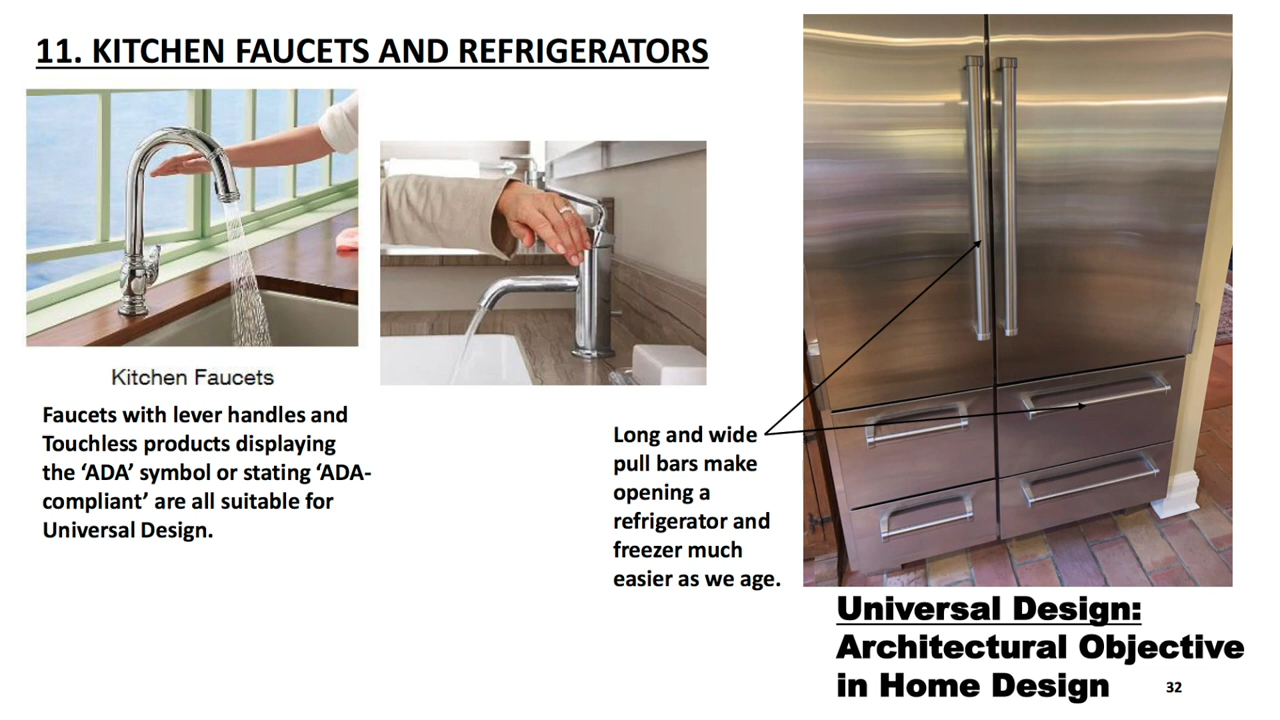 11. KITCHEN FAUCETS AND REFRIGERATORS
Kitchen Faucets
Faucets with lever handles and
Touchless products displaying
the ‘ADA’ symbol or stating ‘ADA-
compliant’ are all suitable for
Universal Design.
Long and wide
pull bars make
opening a
refrigerator and
freezer much
easier as we age.
Universal Design:
Architectural Objective
in Home Design
32